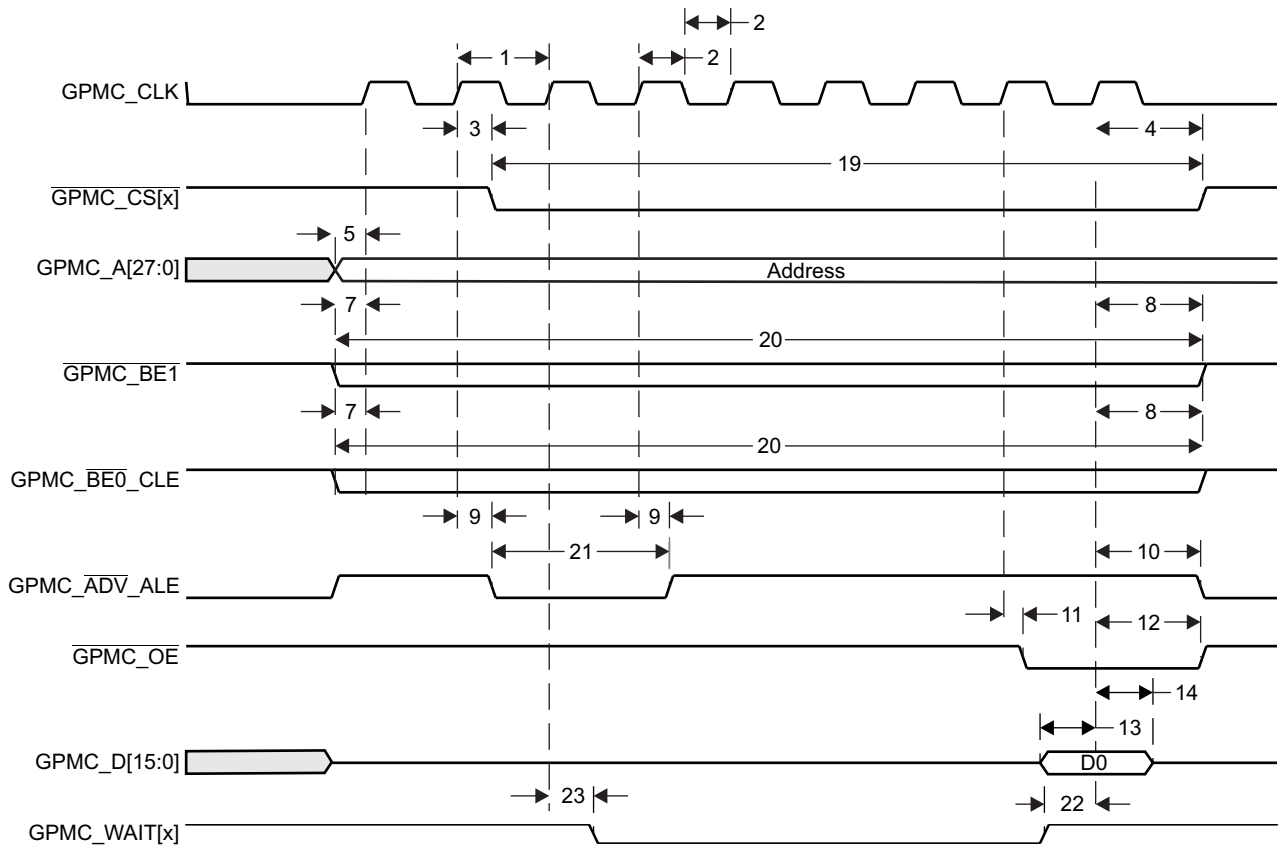 2
1
2
GPMC_CLK
3
4
19
GPMC_CS[x]
5
GPMC_A[27:0]
Address
7
8
20
GPMC_BE1
7
8
20
GPMC_BE0_CLE
9
9
21
10
GPMC_ADV_ALE
11
12
GPMC_OE
14
13
GPMC_D[15:0]
D0
23
22
GPMC_WAIT[x]